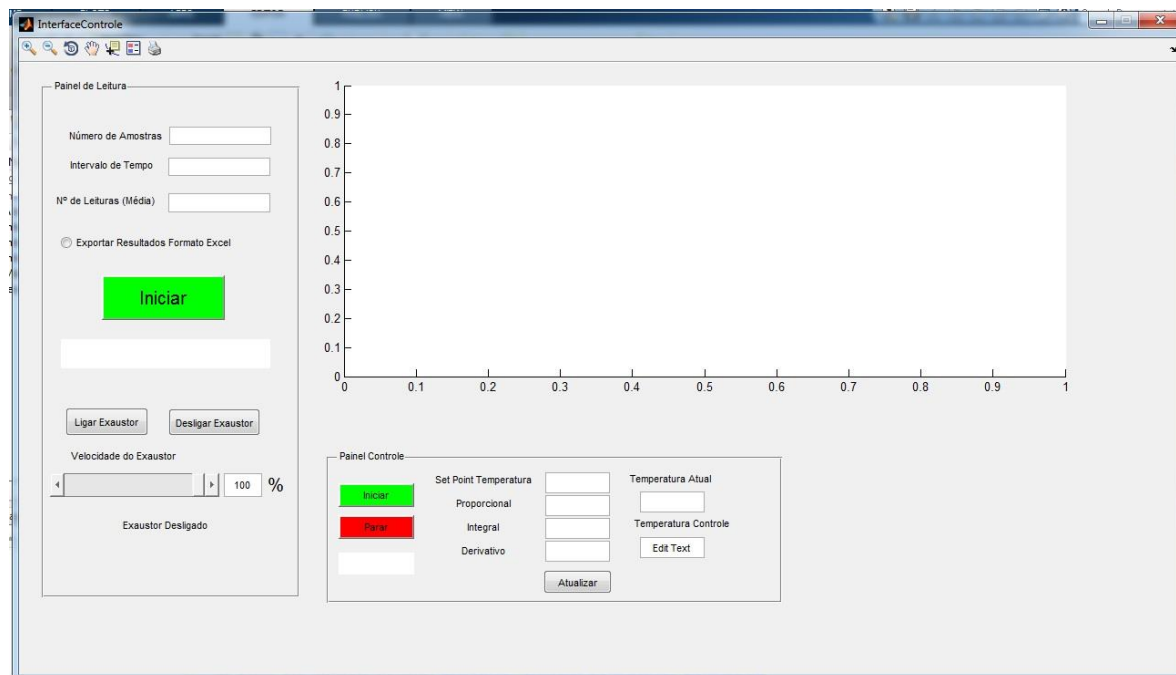 InterfaceControle
Painel de Leitura
Número de Amostras
Intervalo de Tempo
Nº de Leituras (Média)
Exportar Resultados Formato Excel
Iniciar
Ligar Exaustor
Desligar Exaustor
Velocidade do Exaustor
100 %
Exaustor Desligado
1
0.9
0.8
0.7
0.6
0.5
0.4
0.3
0.2
0.1
0
0 0.1 0.2 0.3 0.4 0.5 0.6 0.7 0.8 0.9 1
Painel Controle
Iniciar
Parar
Set Point Temperatura
Proporcional
Integral
Derivativo
Atualizar
Temperatura Atual
Temperatura Controle
Edit Text